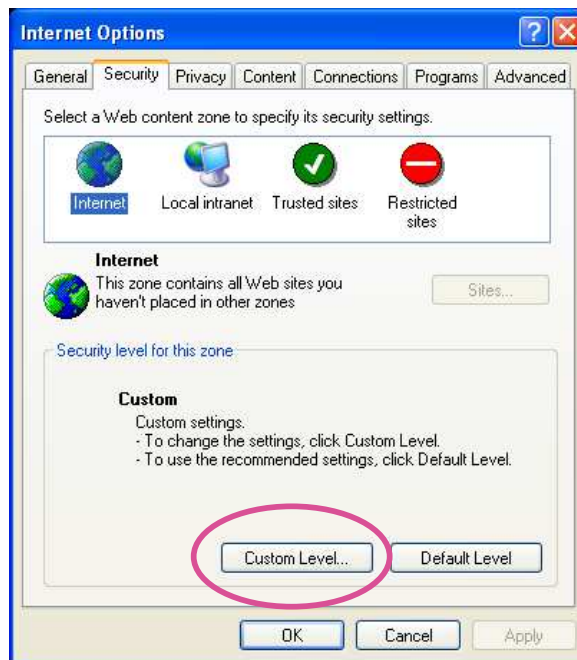 Internet Options
General Security Privacy Content Connections Programs Advanced
Select a Web content zone to specify its security settings.
Internet Local intranet Trusted sites Restricted sites
Internet
This zone contains all Web sites you
haven't placed in other zones
Sites...
Security level for this zone
Custom
Custom settings.
- To change the settings, click Custom Level.
- To use the recommended settings, click Default Level.
Custom Level... Default Level
OK Cancel Apply